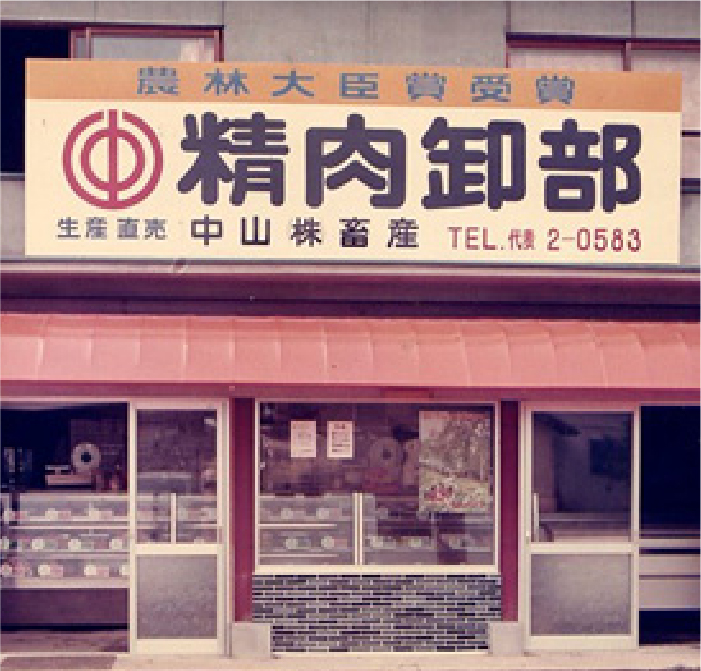 農林大臣賞受賞
中 精肉卸部
生産直売 中山(株)畜産 TEL.代表 2-0583